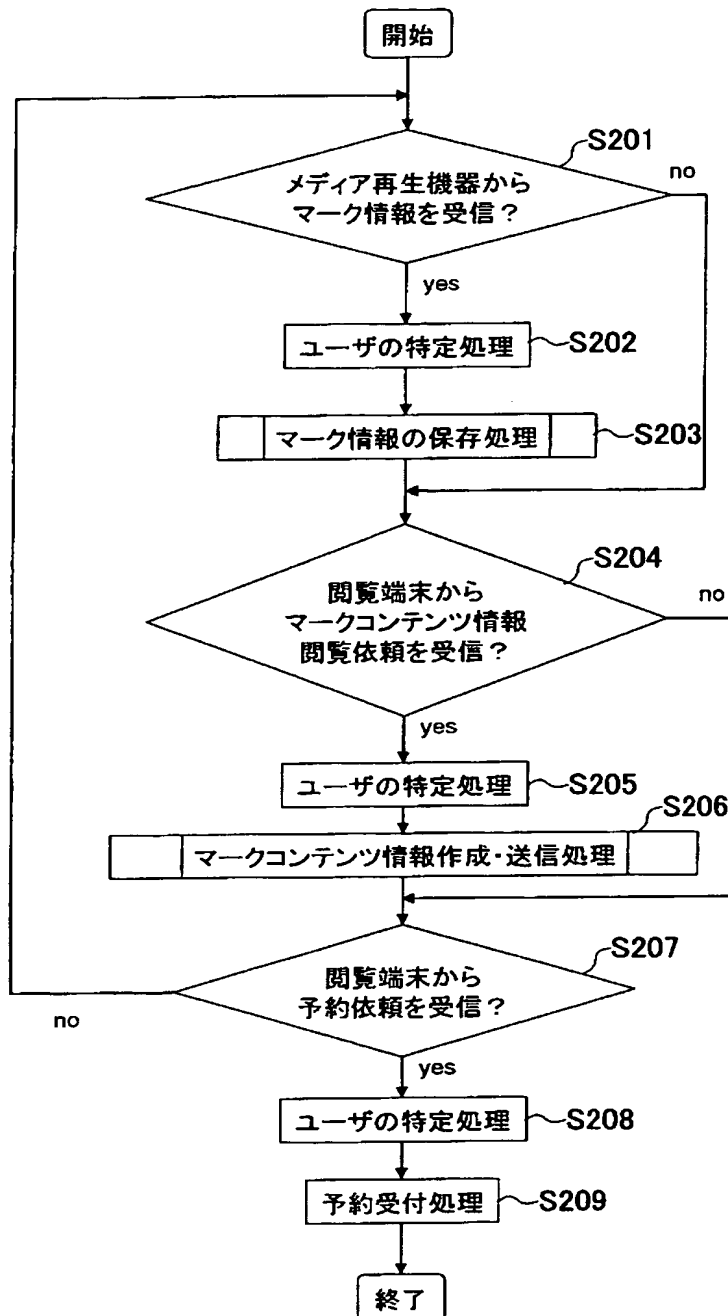 開始
S201
メディア再生機器から
マーク情報を受信?
no
yes
ユーザの特定処理
S202
マーク情報の保存処理
S203
S204
閲覧端末から
マークコンテンツ情報
閲覧依頼を受信?
no
yes
ユーザの特定処理
S205
S206
マークコンテンツ情報作成・送信処理
S207
閲覧端末から
予約依頼を受信?
no
yes
ユーザの特定処理
S208
予約受付処理
S209
終了